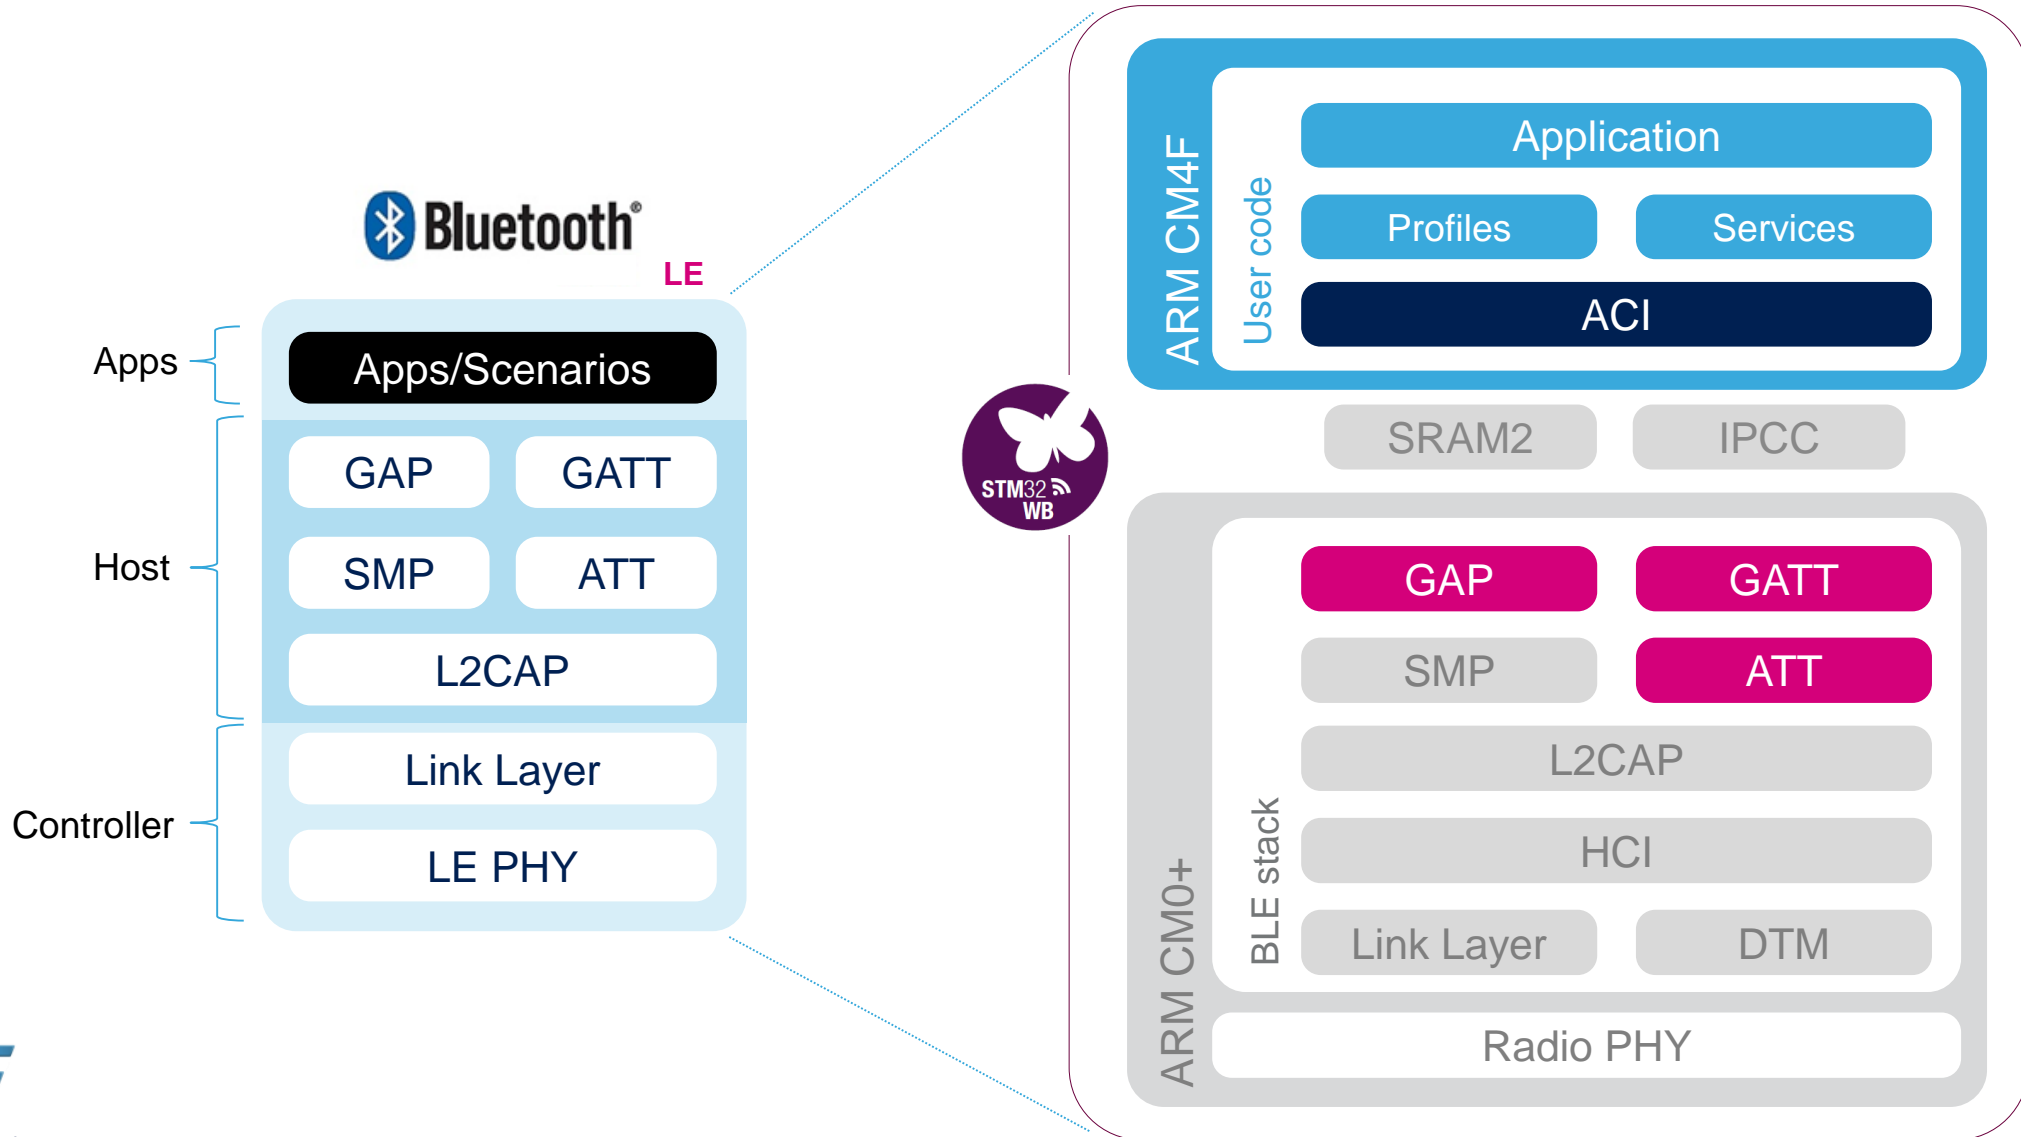 Bluetooth®
LE
Apps
Apps/Scenarios
Host
GAP
GATT
SMP
ATT
L2CAP
Controller
Link Layer
LE PHY
STM32
WB
ARM CM4F
User code
Application
Profiles
Services
ACI
SRAM2
IPCC
ARM CM0+
BLE stack
GAP
GATT
SMP
ATT
L2CAP
HCI
Link Layer
DTM
Radio PHY